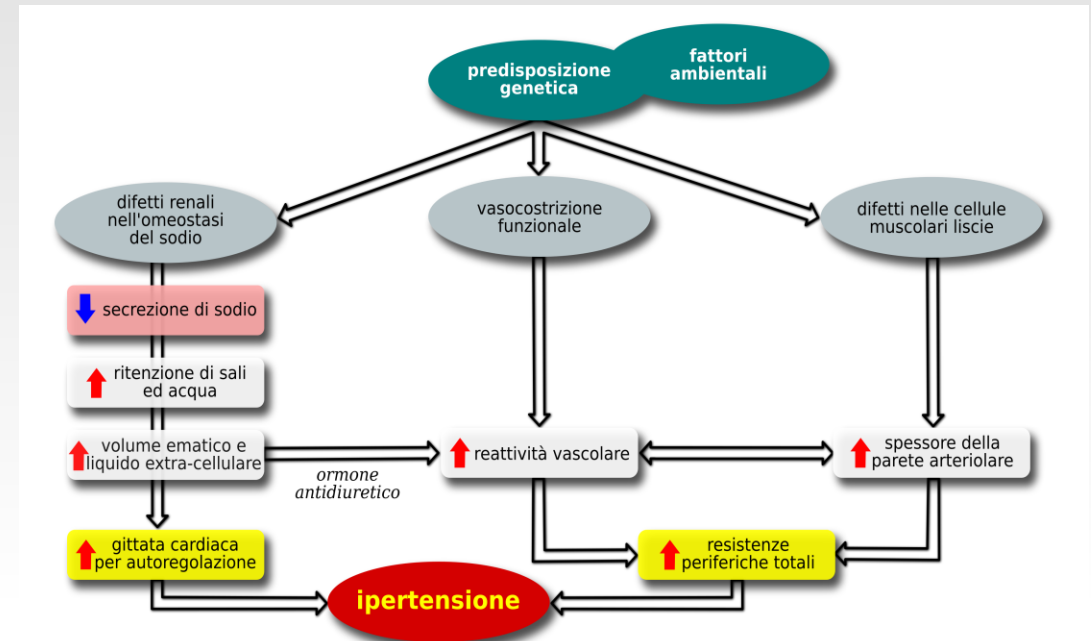 predisposizione
genetica
fattori
ambientali
difetti renali
nell'omeostasi
del sodio
vasocostrizione
funzionale
difetti nelle cellule
muscolari liscie
secrezione di sodio
ritenzione di sali
ed acqua
volume ematico e
liquido extra-cellulare
ormone
antidiuretico
reattività vascolare
spessore della
parete arteriolare
gittata cardiaca
per autoregolazione
resistenze
periferiche totali
ipertensione